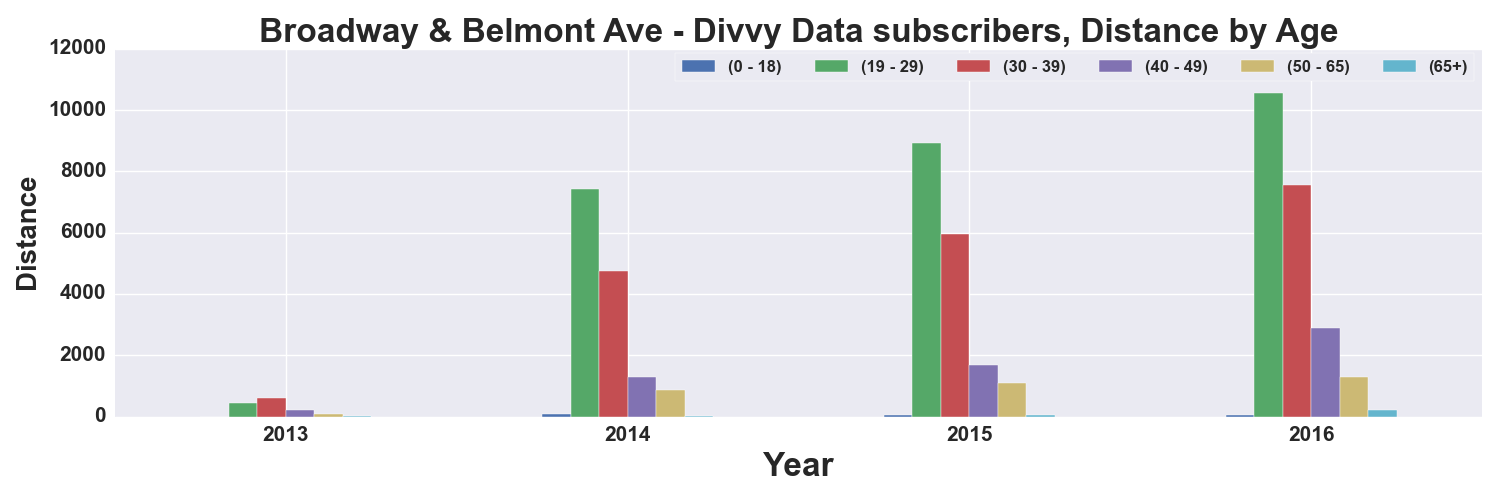 Broadway & Belmont Ave - Divvy Data subscribers, Distance by Age
(0 - 18) (19 - 29) (30 - 39) (40 - 49) (50 - 65) (65+)
12000
10000
8000
6000
4000
2000
0
Distance
2013 2014 2015 2016
Year